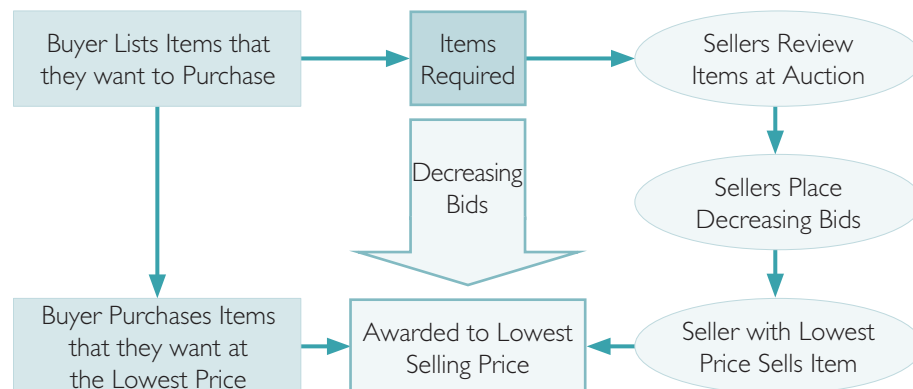 Buyer Lists Items that
they want to Purchase
Items
Required
Sellers Review
Items at Auction
Decreasing
Bids
Sellers Place
Decreasing Bids
Buyer Purchases Items
that they want at
the Lowest Price
Awarded to Lowest
Selling Price
Seller with Lowest
Price Sells Item